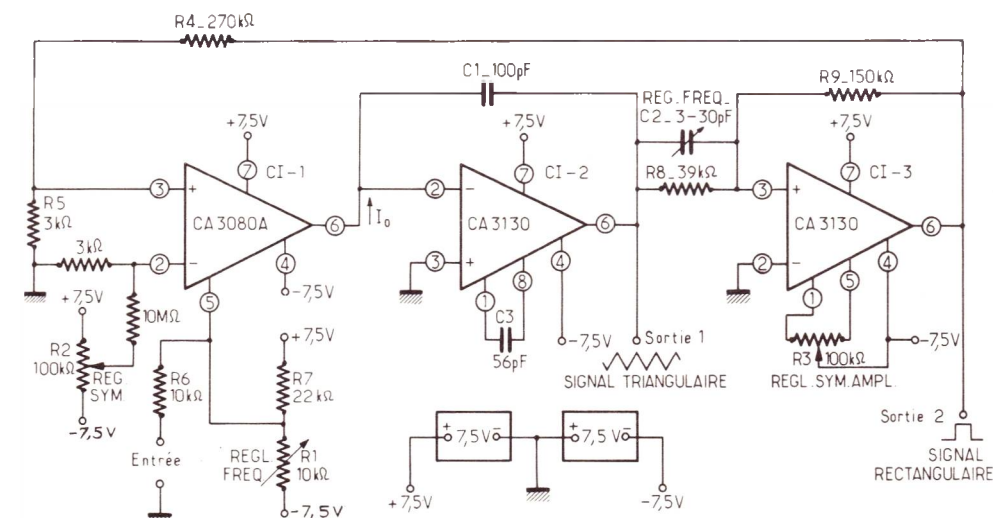 R4_270kΩ
C1_100pF
R9_150kΩ
REG_FREQ_
C2_3-30pF
+7,5V
+7,5V
+7,5V
7
CI-1
7
CI-2
R8_39kΩ
7
CI-3
3
+
CA3080A
6
I₀
2
-
CA3130
6
3
+
CA3130
6
R5
3kΩ
3kΩ
2
-
4
3
+
4
2
-
4
5
-7,5V
1
8
1
5
+7,5V
10MΩ
+7,5V
C3
56pF
-7,5V
Sortie 1
SIGNAL TRIANGULAIRE
R3
100kΩ
-7,5V
REGL.SYM.AMPL.
R2
100kΩ
REG.
SYM
-7,5V
R6
10kΩ
R7
22kΩ
Entrée
REGL.
FREQ
R1
10kΩ
-7,5V
+ 7,5V -
+ 7,5V -
+7,5V
-7,5V
Sortie 2
SIGNAL
RECTANGULAIRE